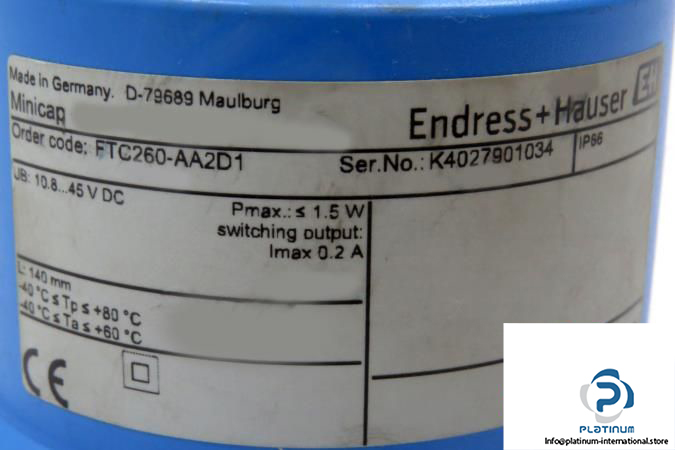 Made in Germany. D-79689 Maulburg
Minicap
Endress+Hauser EH
Order code: FTC260-AA2D1
Ser.No.: K4027901034
IP66
UB: 10.8...45 V DC
Pmax.: ≤ 1.5 W
switching output:
Imax 0.2 A
L: 140 mm
-40 °C ≤ Tp ≤ +80 °C
-40 °C ≤ Ta ≤ +60 °C
CE
PLATINUM
Info@platinum-international.store